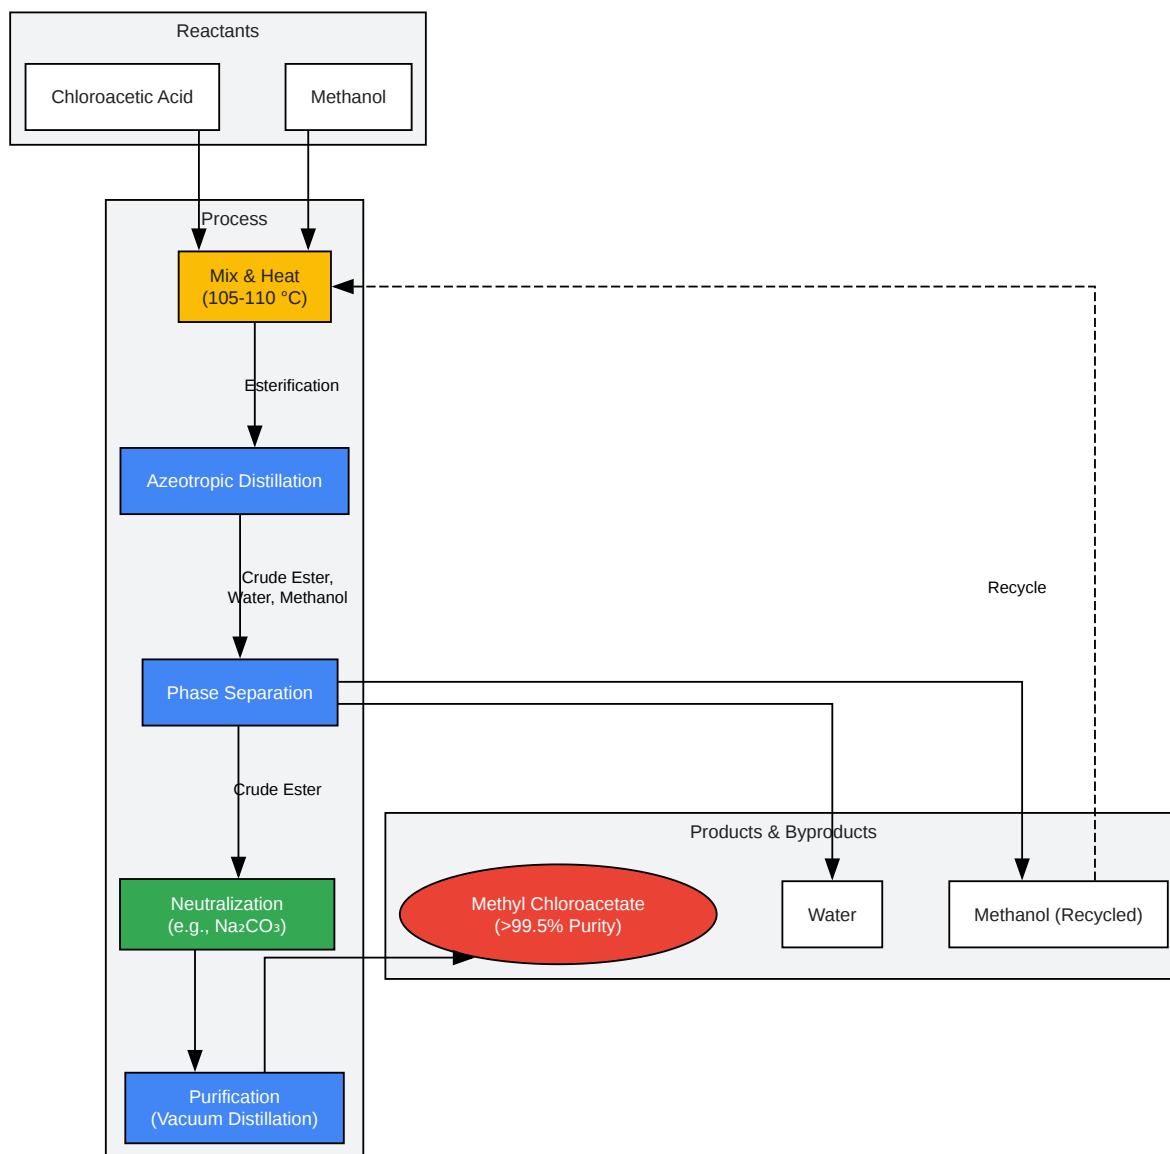 Reactants
Chloroacetic Acid
Methanol
Process
Mix & Heat
(105-110 °C)
Esterification
Azeotropic Distillation
Crude Ester,
Water, Methanol
Recycle
Phase Separation
Crude Ester
Products & Byproducts
Neutralization
(e.g., Na₂CO₃)
Methyl Chloroacetate
(>99.5% Purity)
Water
Methanol (Recycled)
Purification
(Vacuum Distillation)